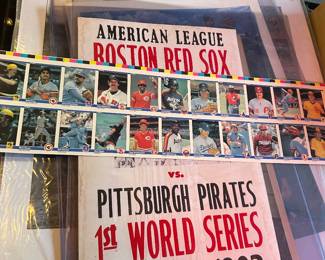 AMERICAN LEAGUE
BOSTON RED SOX
vs.
PITTSBURGH PIRATES
1st WORLD SERIES